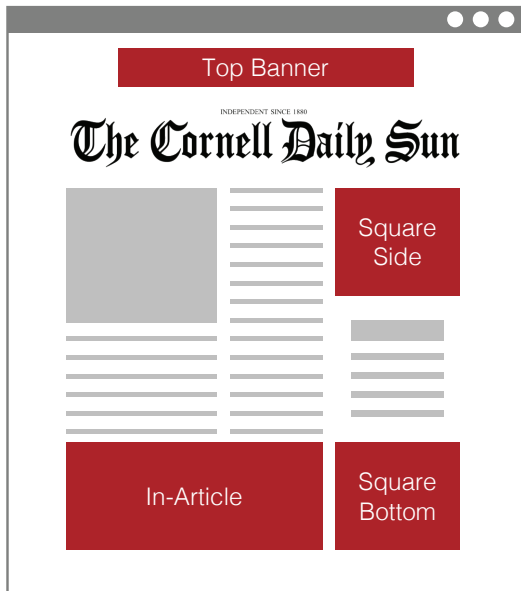 Top Banner
INDEPENDENT SINCE 1880
The Cornell Daily Sun
Square
Side
In-Article
Square
Bottom